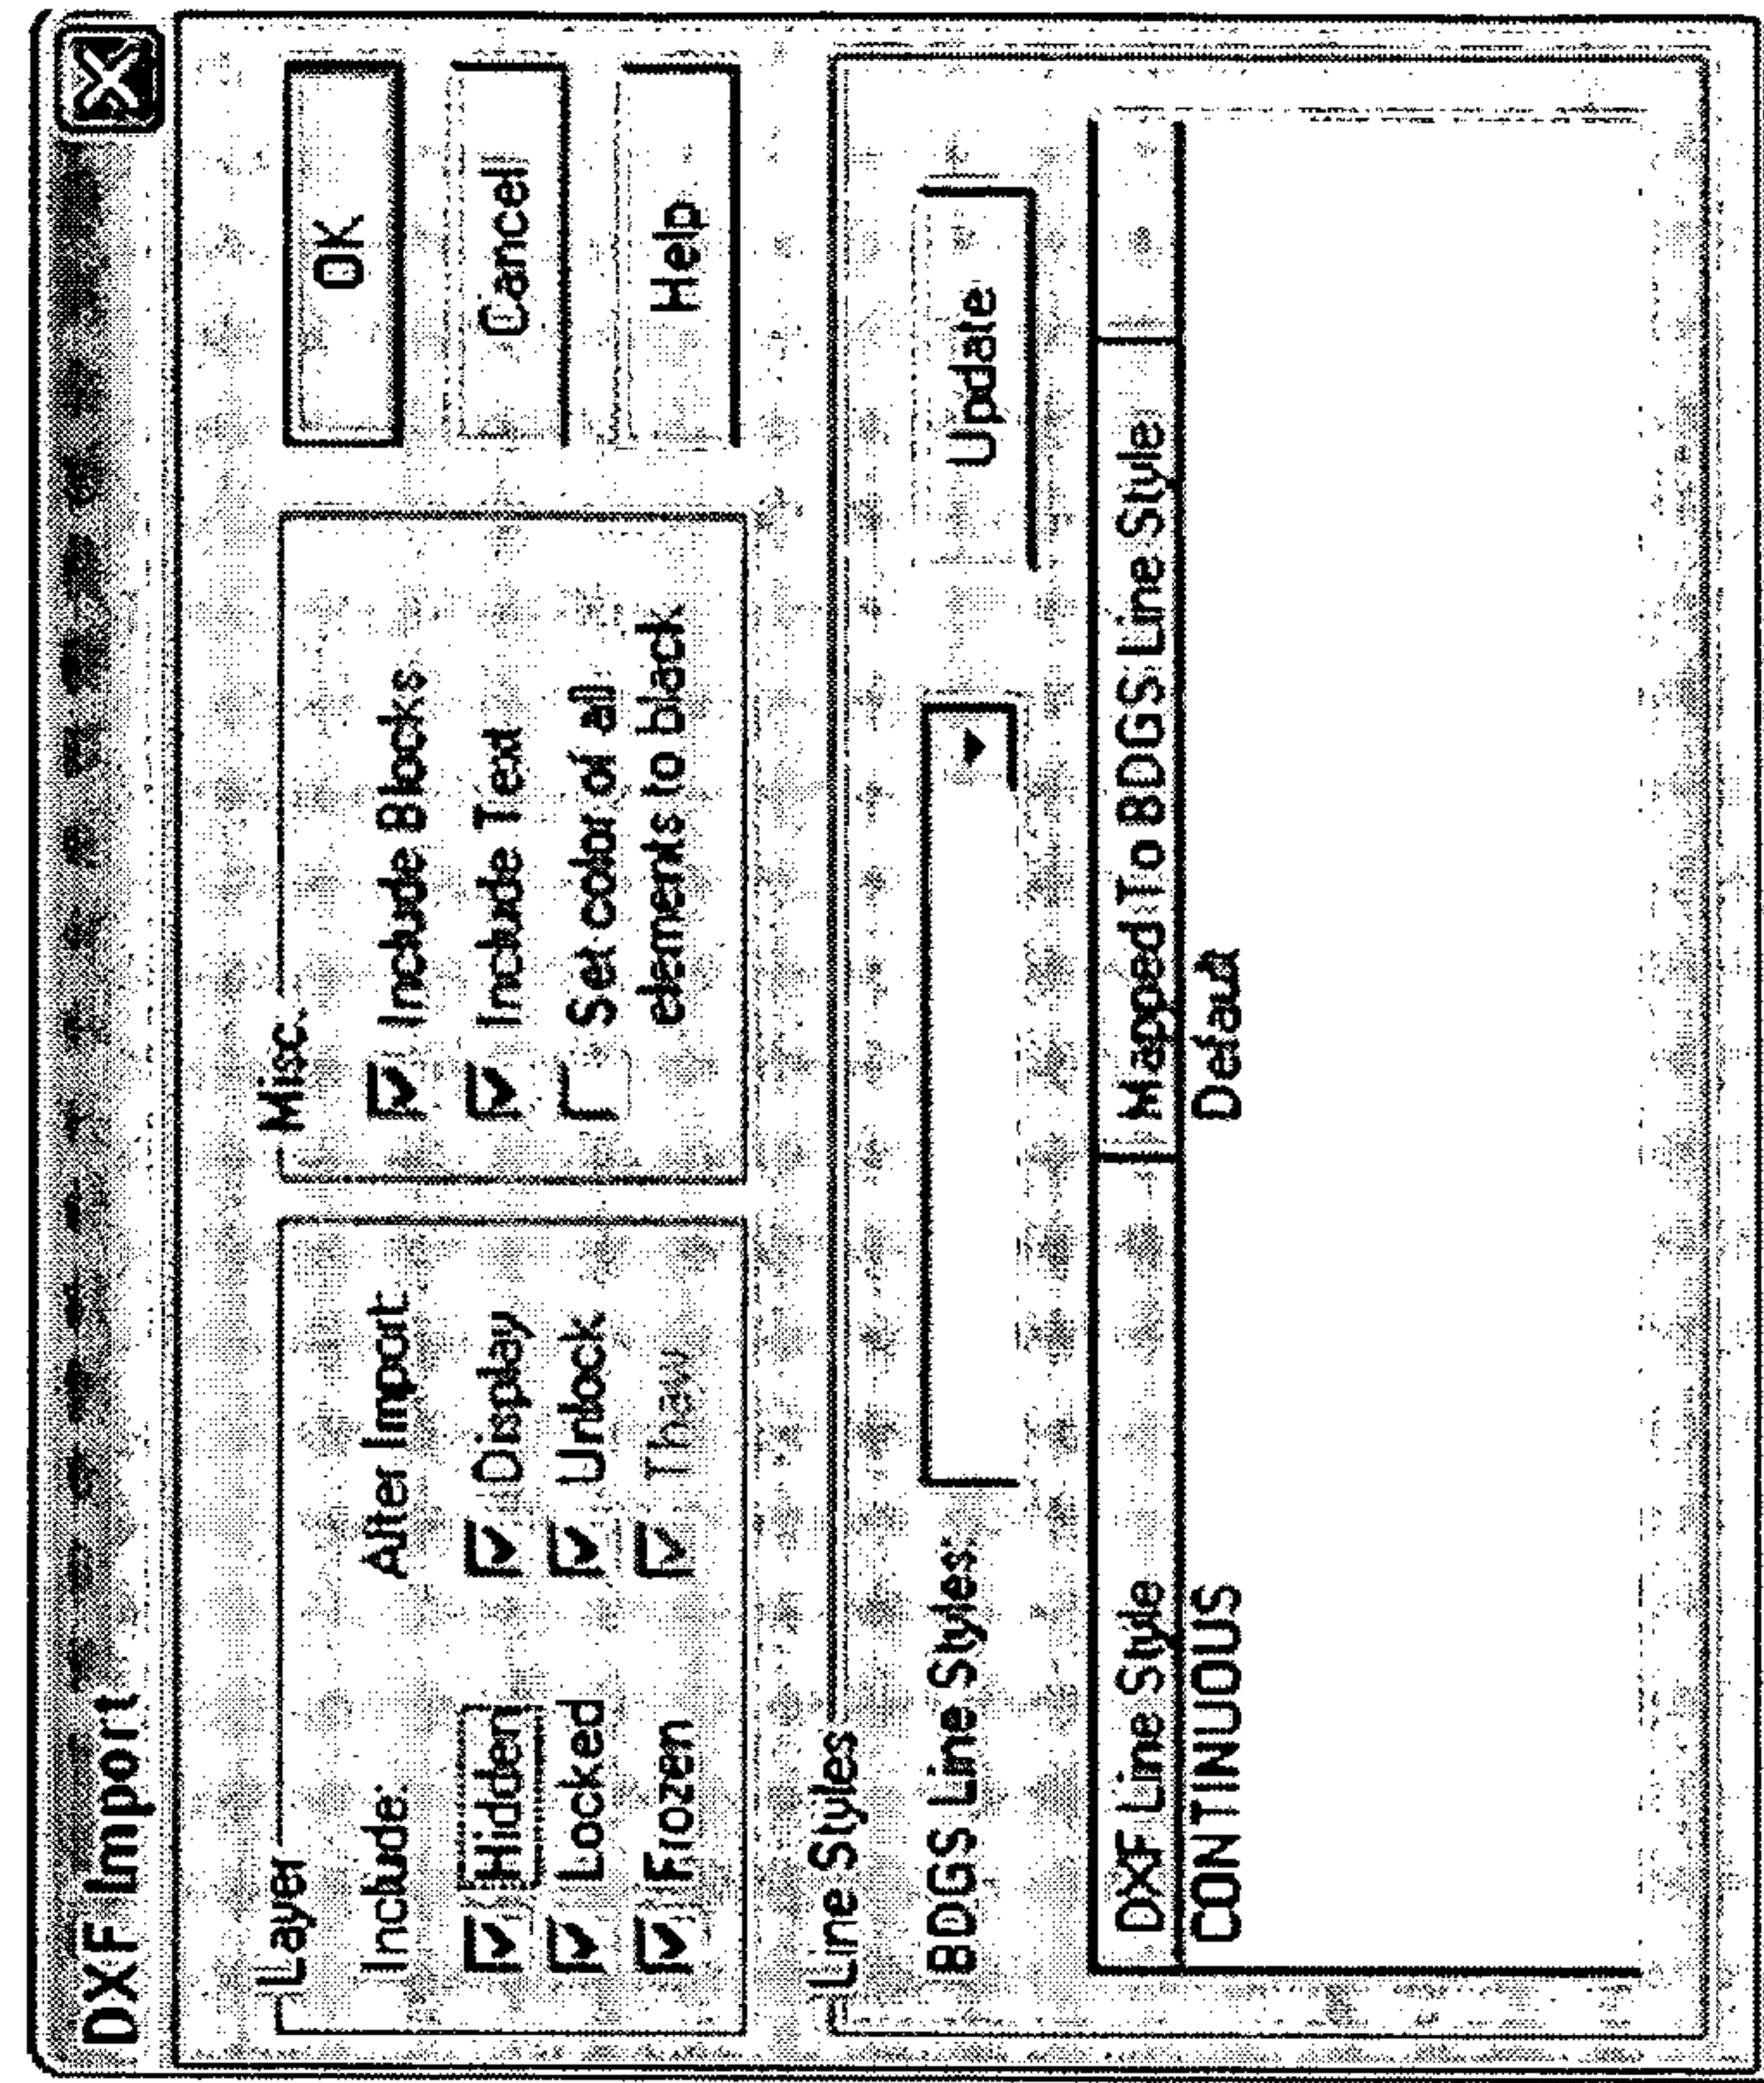 DXF Import
Layer
Include:
After Import:
Hidden
Display
Locked
Unlock
Frozen
Thaw
Misc.
Include Blocks
Include Text
Set color of all
elements to black
OK
Cancel
Help
Line Styles
BDGS Line Styles:
Update
DXF Line Style
Mapped To BDGS Line Style
CONTINUOUS
Default